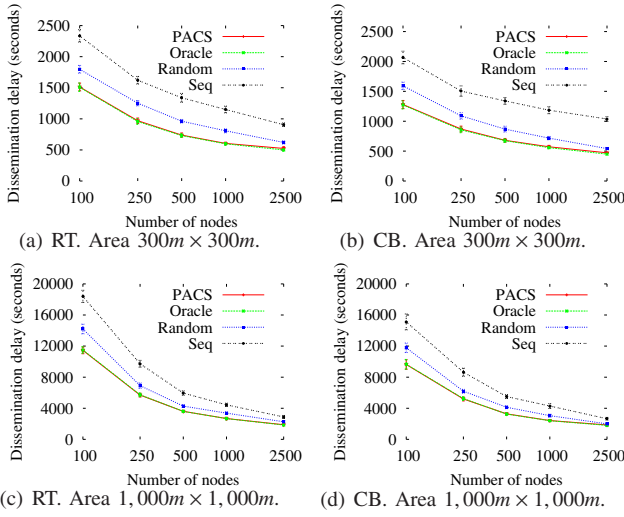 Dissemination delay (seconds)
2500
2000
1500
1000
500
0
PACS
Oracle
Random
Seq
100 250 500 1000 2500
Number of nodes
(a) RT. Area 300m × 300m.
Dissemination delay (seconds)
2500
2000
1500
1000
500
0
PACS
Oracle
Random
Seq
100 250 500 1000 2500
Number of nodes
(b) CB. Area 300m × 300m.
Dissemination delay (seconds)
20000
16000
12000
8000
4000
0
PACS
Oracle
Random
Seq
100 250 500 1000 2500
Number of nodes
(c) RT. Area 1,000m × 1,000m.
Dissemination delay (seconds)
20000
16000
12000
8000
4000
0
PACS
Oracle
Random
Seq
100 250 500 1000 2500
Number of nodes
(d) CB. Area 1,000m × 1,000m.